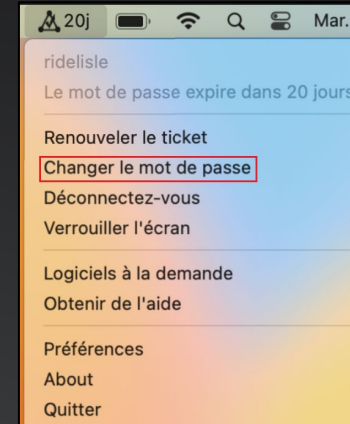 20j Mar.
ridelisle
Le mot de passe expire dans 20 jours
Renouveler le ticket
Changer le mot de passe
Déconnectez-vous
Verrouiller l'écran
Logiciels à la demande
Obtenir de l'aide
Préférences
About
Quitter